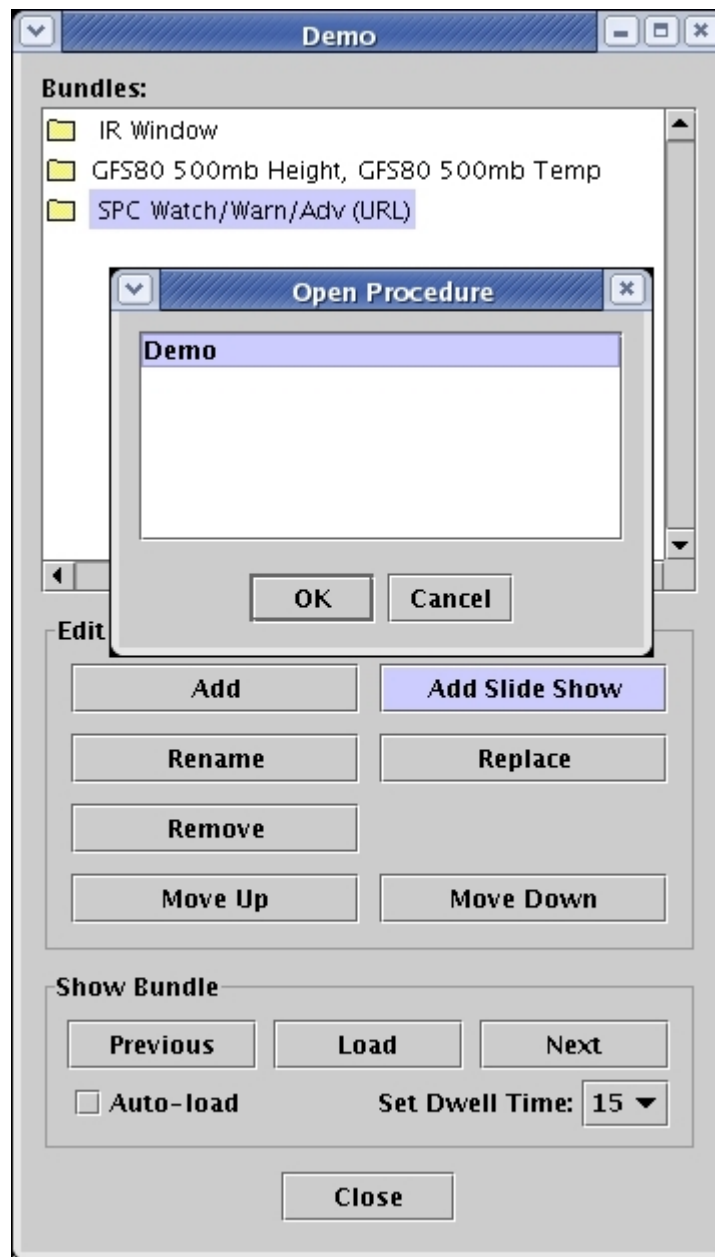 Demo
Bundles:
IR Window
GFS80 500mb Height, GFS80 500mb Temp
SPC Watch/Warn/Adv (URL)
Open Procedure
Demo
OK Cancel
Edit
Add Add Slide Show
Rename Replace
Remove
Move Up Move Down
Show Bundle
Previous Load Next
Auto-load Set Dwell Time: 15
Close